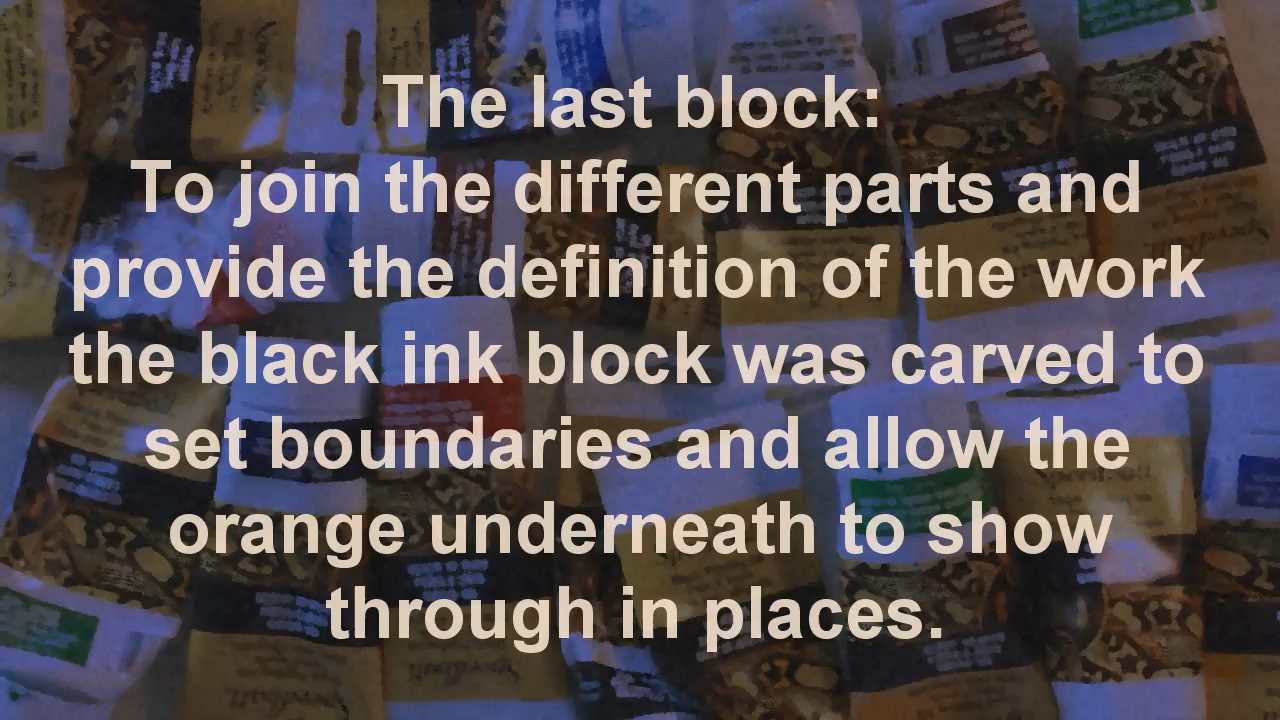 The last block:
To join the different parts and
provide the definition of the work
the black ink block was carved to
set boundaries and allow the
orange underneath to show
through in places.